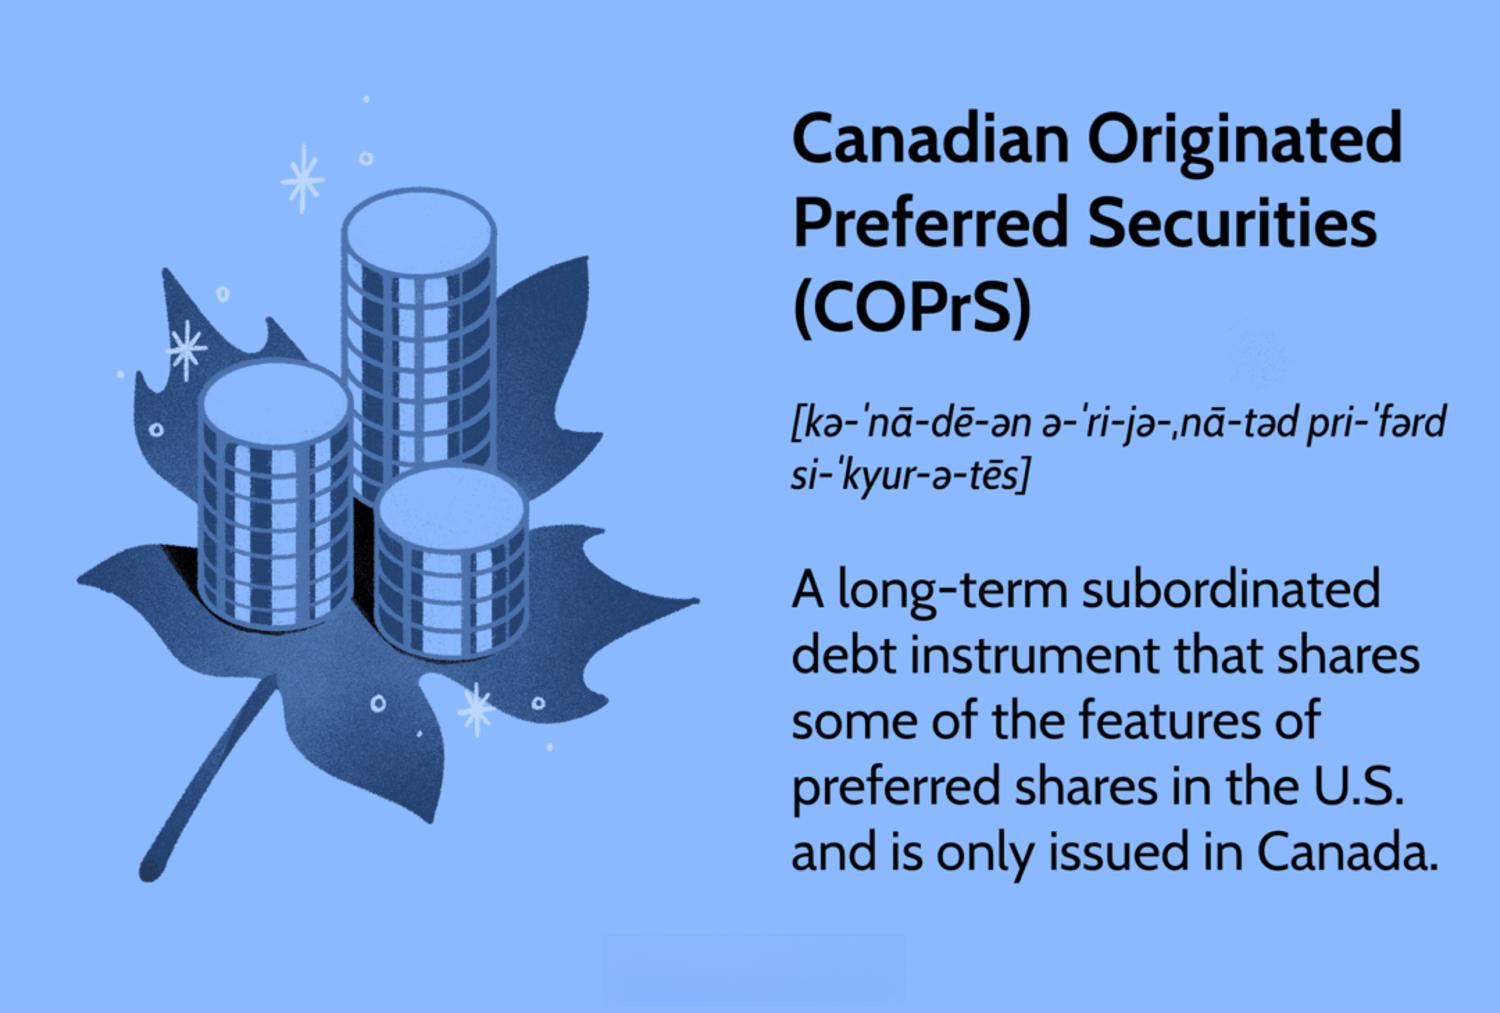 Canadian Originated
Preferred Securities
(COPrS)
[kə-ˈnā-dē-ən ə-ˈri-jə-ˌnā-təd pri-ˈfərd
si-ˈkyur-ə-tēs]
A long-term subordinated
debt instrument that shares
some of the features of
preferred shares in the U.S.
and is only issued in Canada.